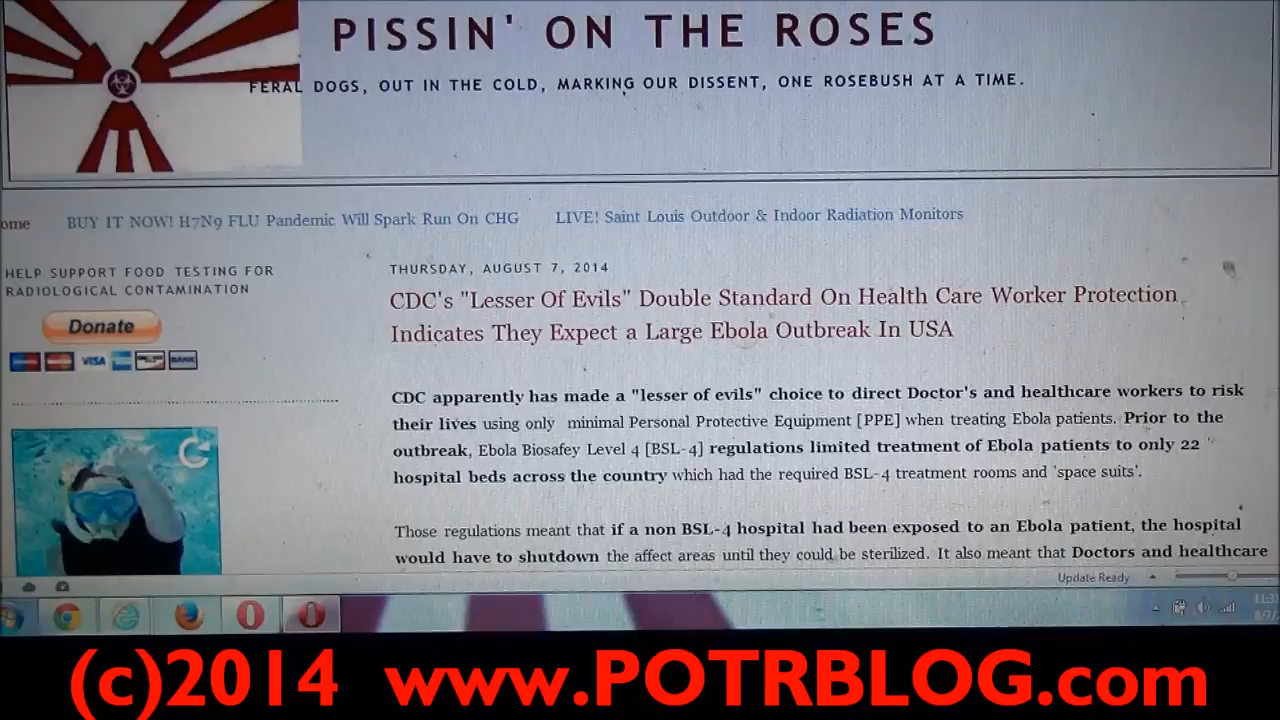 PISSIN' ON THE ROSES
FERAL DOGS, OUT IN THE COLD, MARKING OUR DISSENT, ONE ROSEBUSH AT A TIME.
ome
BUY IT NOW! H7N9 FLU Pandemic Will Spark Run On CHG
LIVE! Saint Louis Outdoor & Indoor Radiation Monitors
HELP SUPPORT FOOD TESTING FOR
RADIOLOGICAL CONTAMINATION
Donate
VISA
BANK
THURSDAY, AUGUST 7, 2014
CDC's "Lesser Of Evils" Double Standard On Health Care Worker Protection
Indicates They Expect a Large Ebola Outbreak In USA
CDC apparently has made a "lesser of evils" choice to direct Doctor's and healthcare workers to risk
their lives using only minimal Personal Protective Equipment [PPE] when treating Ebola patients. Prior to the
outbreak, Ebola Biosafey Level 4 [BSL-4] regulations limited treatment of Ebola patients to only 22
hospital beds across the country which had the required BSL-4 treatment rooms and 'space suits'.
Those regulations meant that if a non BSL-4 hospital had been exposed to an Ebola patient, the hospital
would have to shutdown the affect areas until they could be sterilized. It also meant that Doctors and healthcare
Update Ready
(c)2014 www.POTRBLOG.com